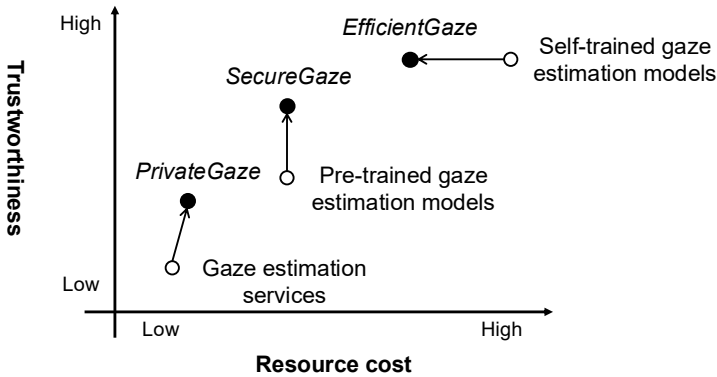 High
EfficientGaze
Self-trained gaze
estimation models
SecureGaze
Trustworthiness
PrivateGaze
Pre-trained gaze
estimation models
Gaze estimation
services
Low
Low
High
Resource cost